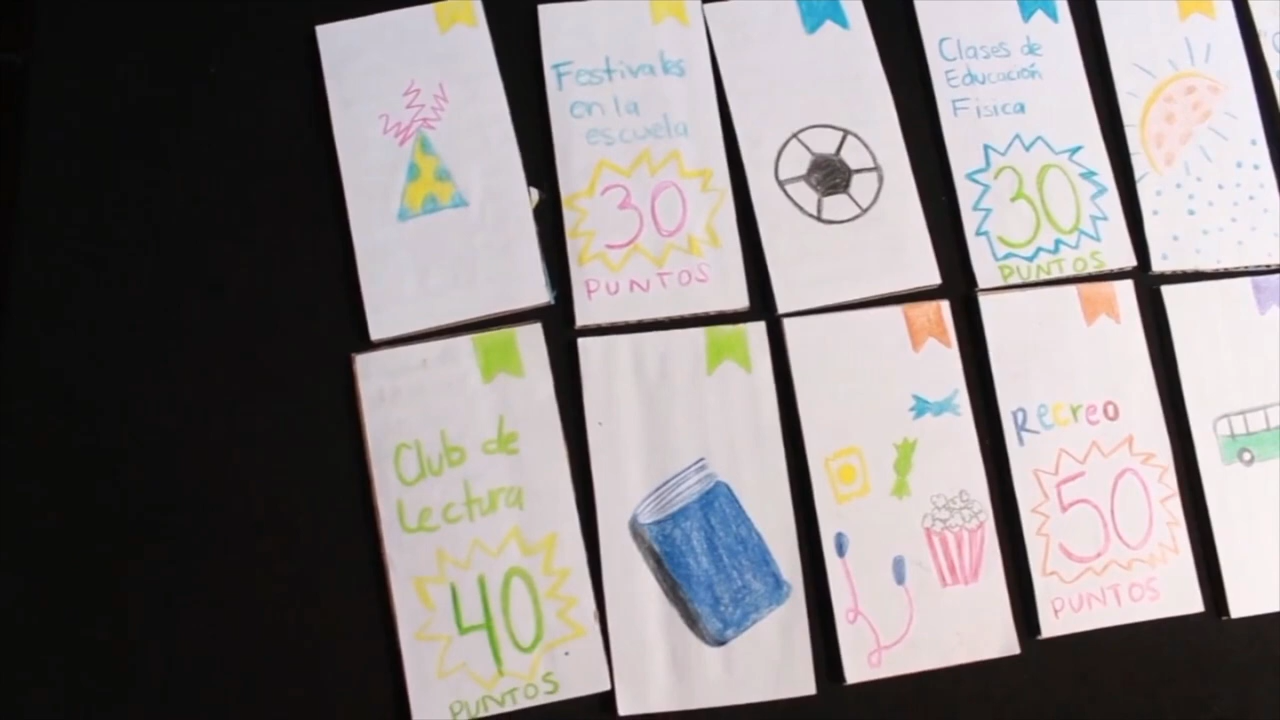 Festivales
en la
escuela
30
PUNTOS
Clases de
Educación
Física
30
PUNTOS
Club de
Lectura
40
PUNTOS
Recreo
50
PUNTOS